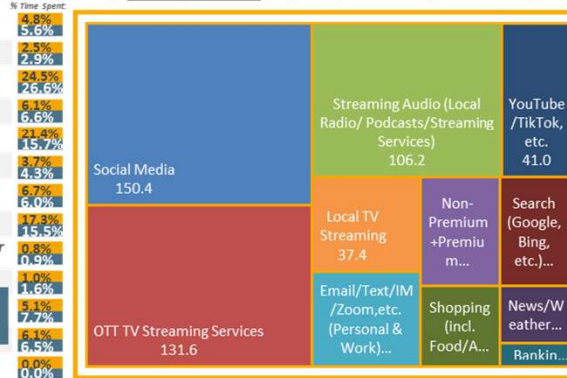 % Time Spent:
4.8%
5.6%
2.5%
2.9%
24.5%
26.6%
6.1%
6.6%
21.4%
15.7%
3.7%
4.3%
6.7%
6.0%
17.3%
15.5%
0.8%
0.9%
1.0%
1.6%
5.1%
7.7%
6.1%
6.5%
0.0%
0.0%
Social Media
150.4
OTT TV Streaming Services
131.6
Streaming Audio (Local
Radio/ Podcasts/Streaming
Services)
106.2
YouTube
/TikTok,
etc.
41.0
Local TV
Streaming
37.4
Non-
Premium
+Premiu
m...
Search
(Google,
Bing,
etc.)...
Email/Text/IM
/Zoom,etc.
(Personal &
Work)...
Shopping
(incl.
Food/A...
News/W
eather...
Bankin...